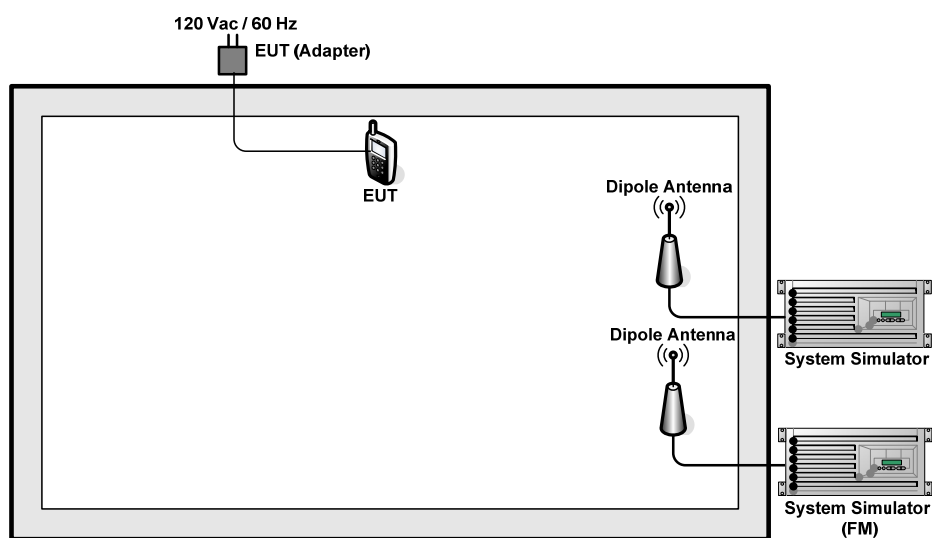 120 Vac / 60 Hz
EUT (Adapter)
EUT
Dipole Antenna
System Simulator
Dipole Antenna
System Simulator
(FM)